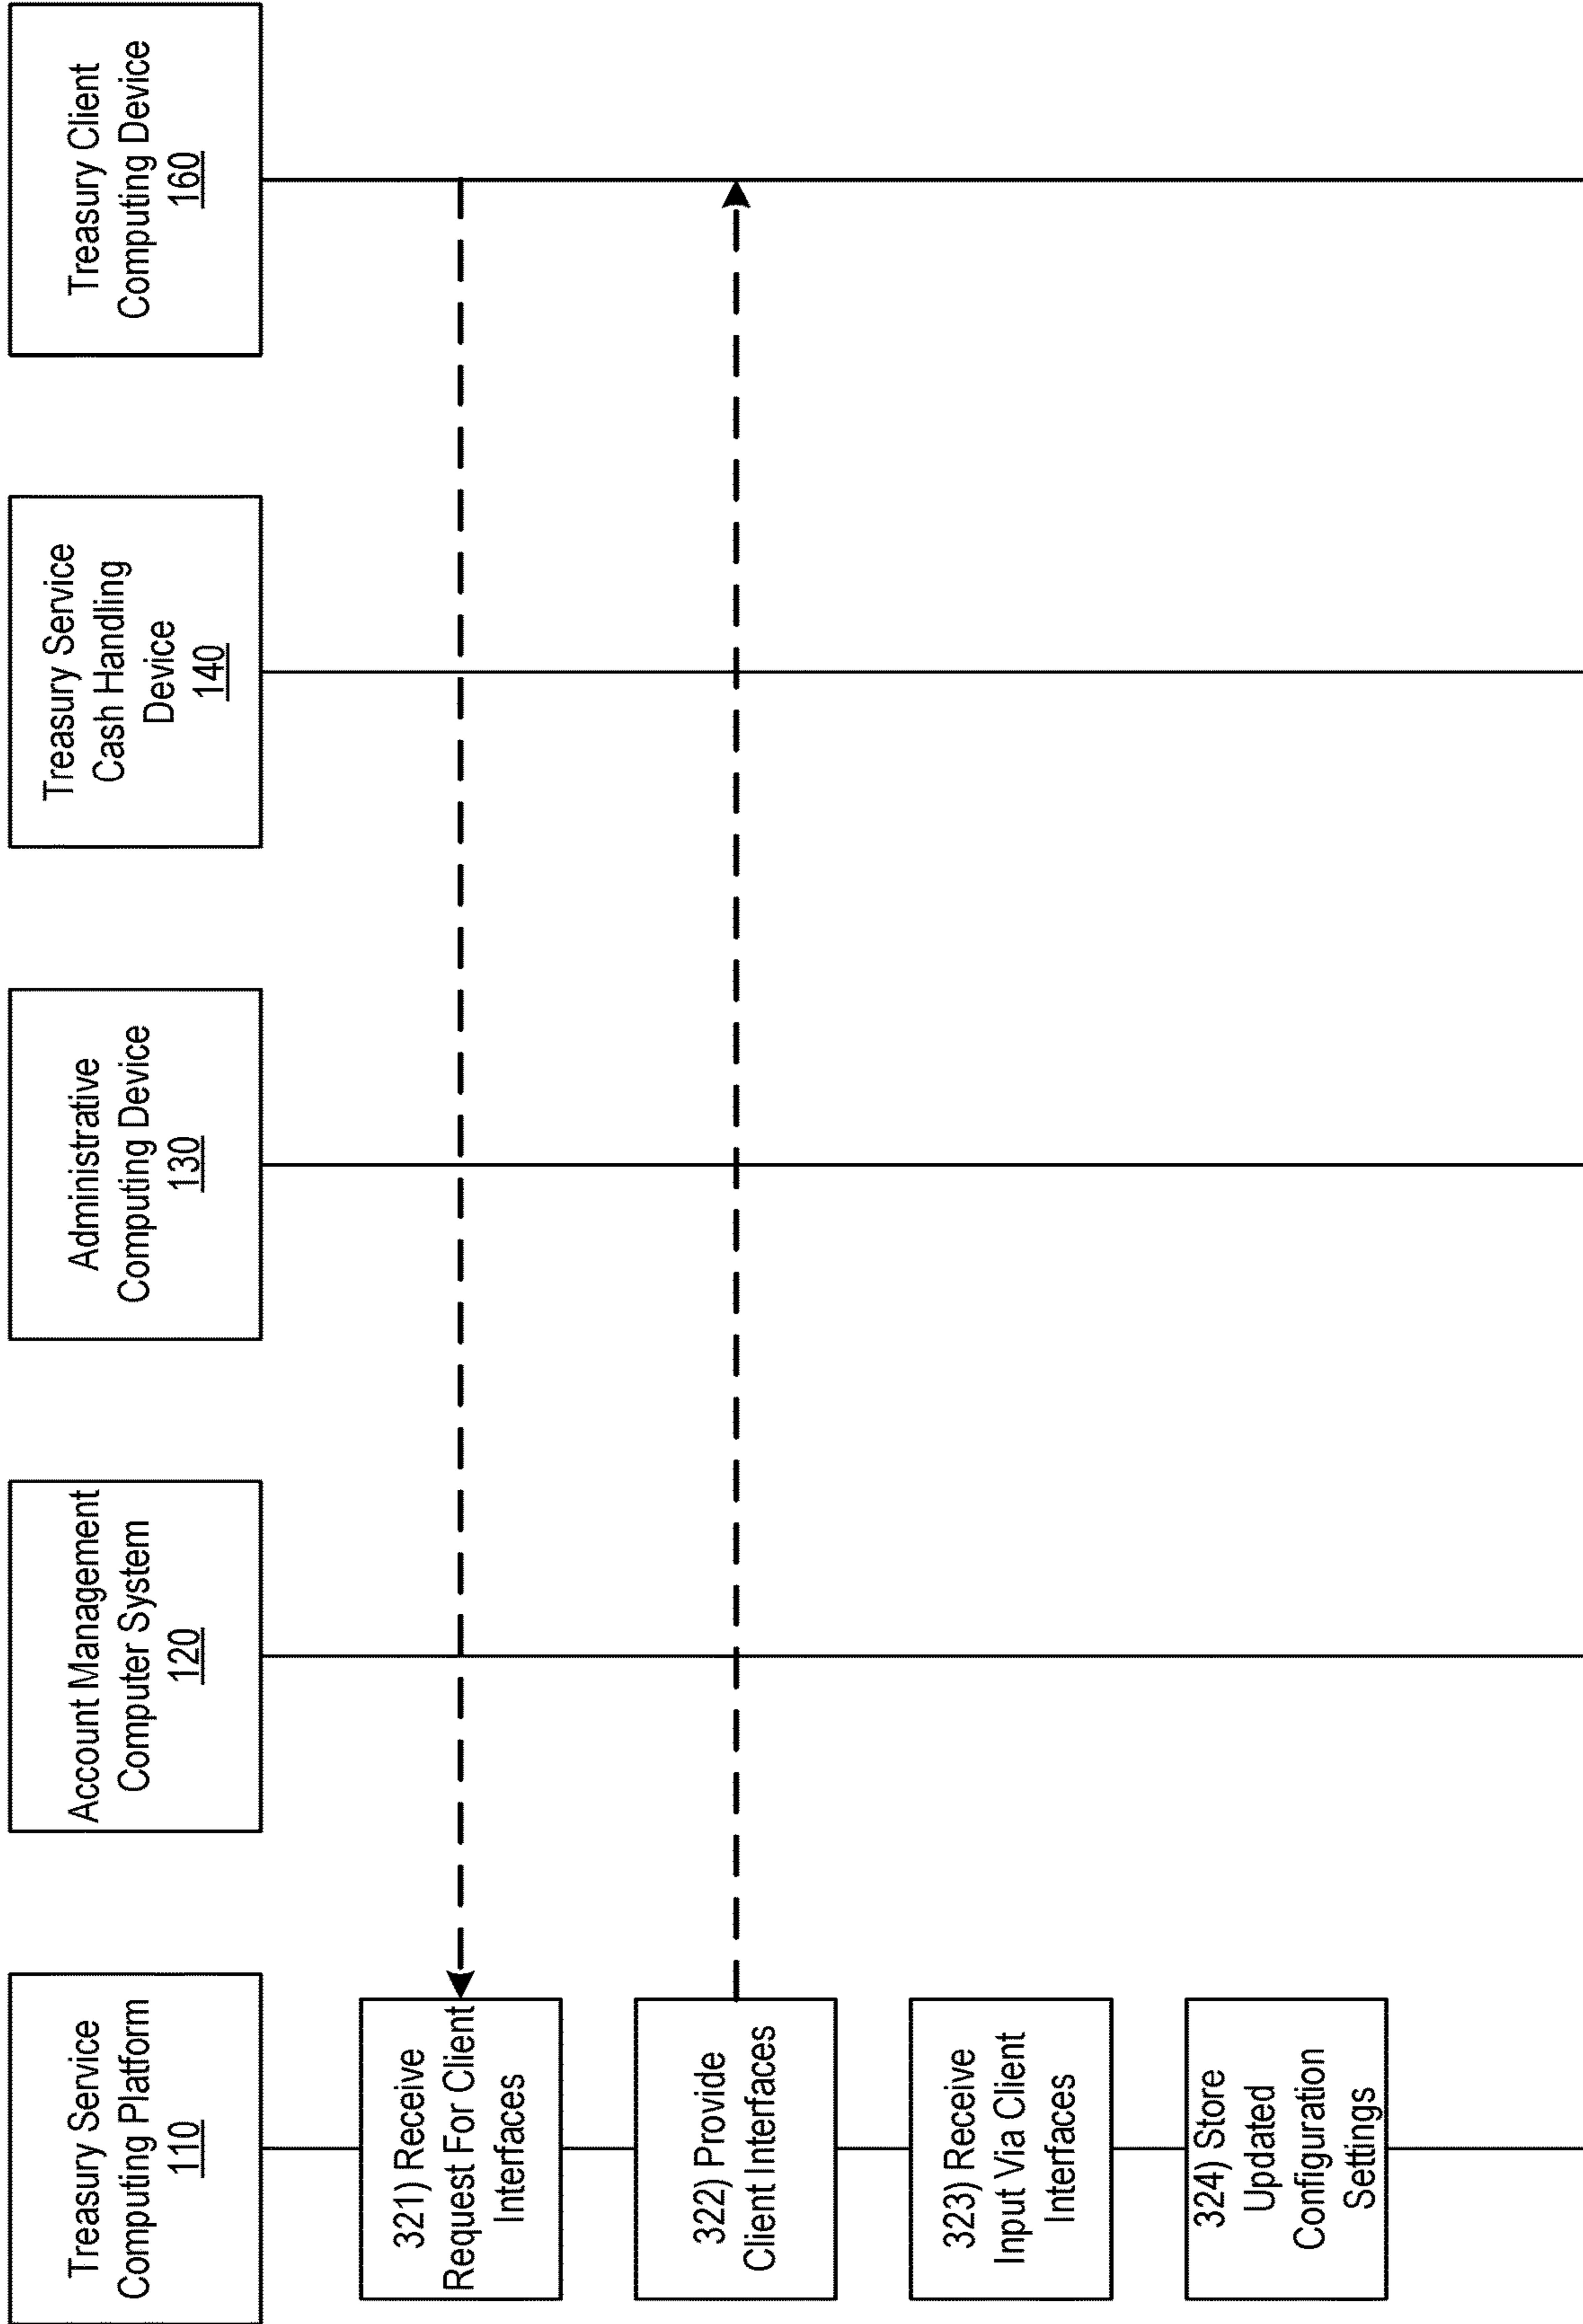 Treasury Service
Computing Platform
110
Account Management
Computer System
120
Administrative
Computing Device
130
Treasury Service
Cash Handling
Device
140
Treasury Client
Computing Device
160
321) Receive
Request For Client
Interfaces
322) Provide
Client Interfaces
323) Receive
Input Via Client
Interfaces
324) Store
Updated
Configuration
Settings